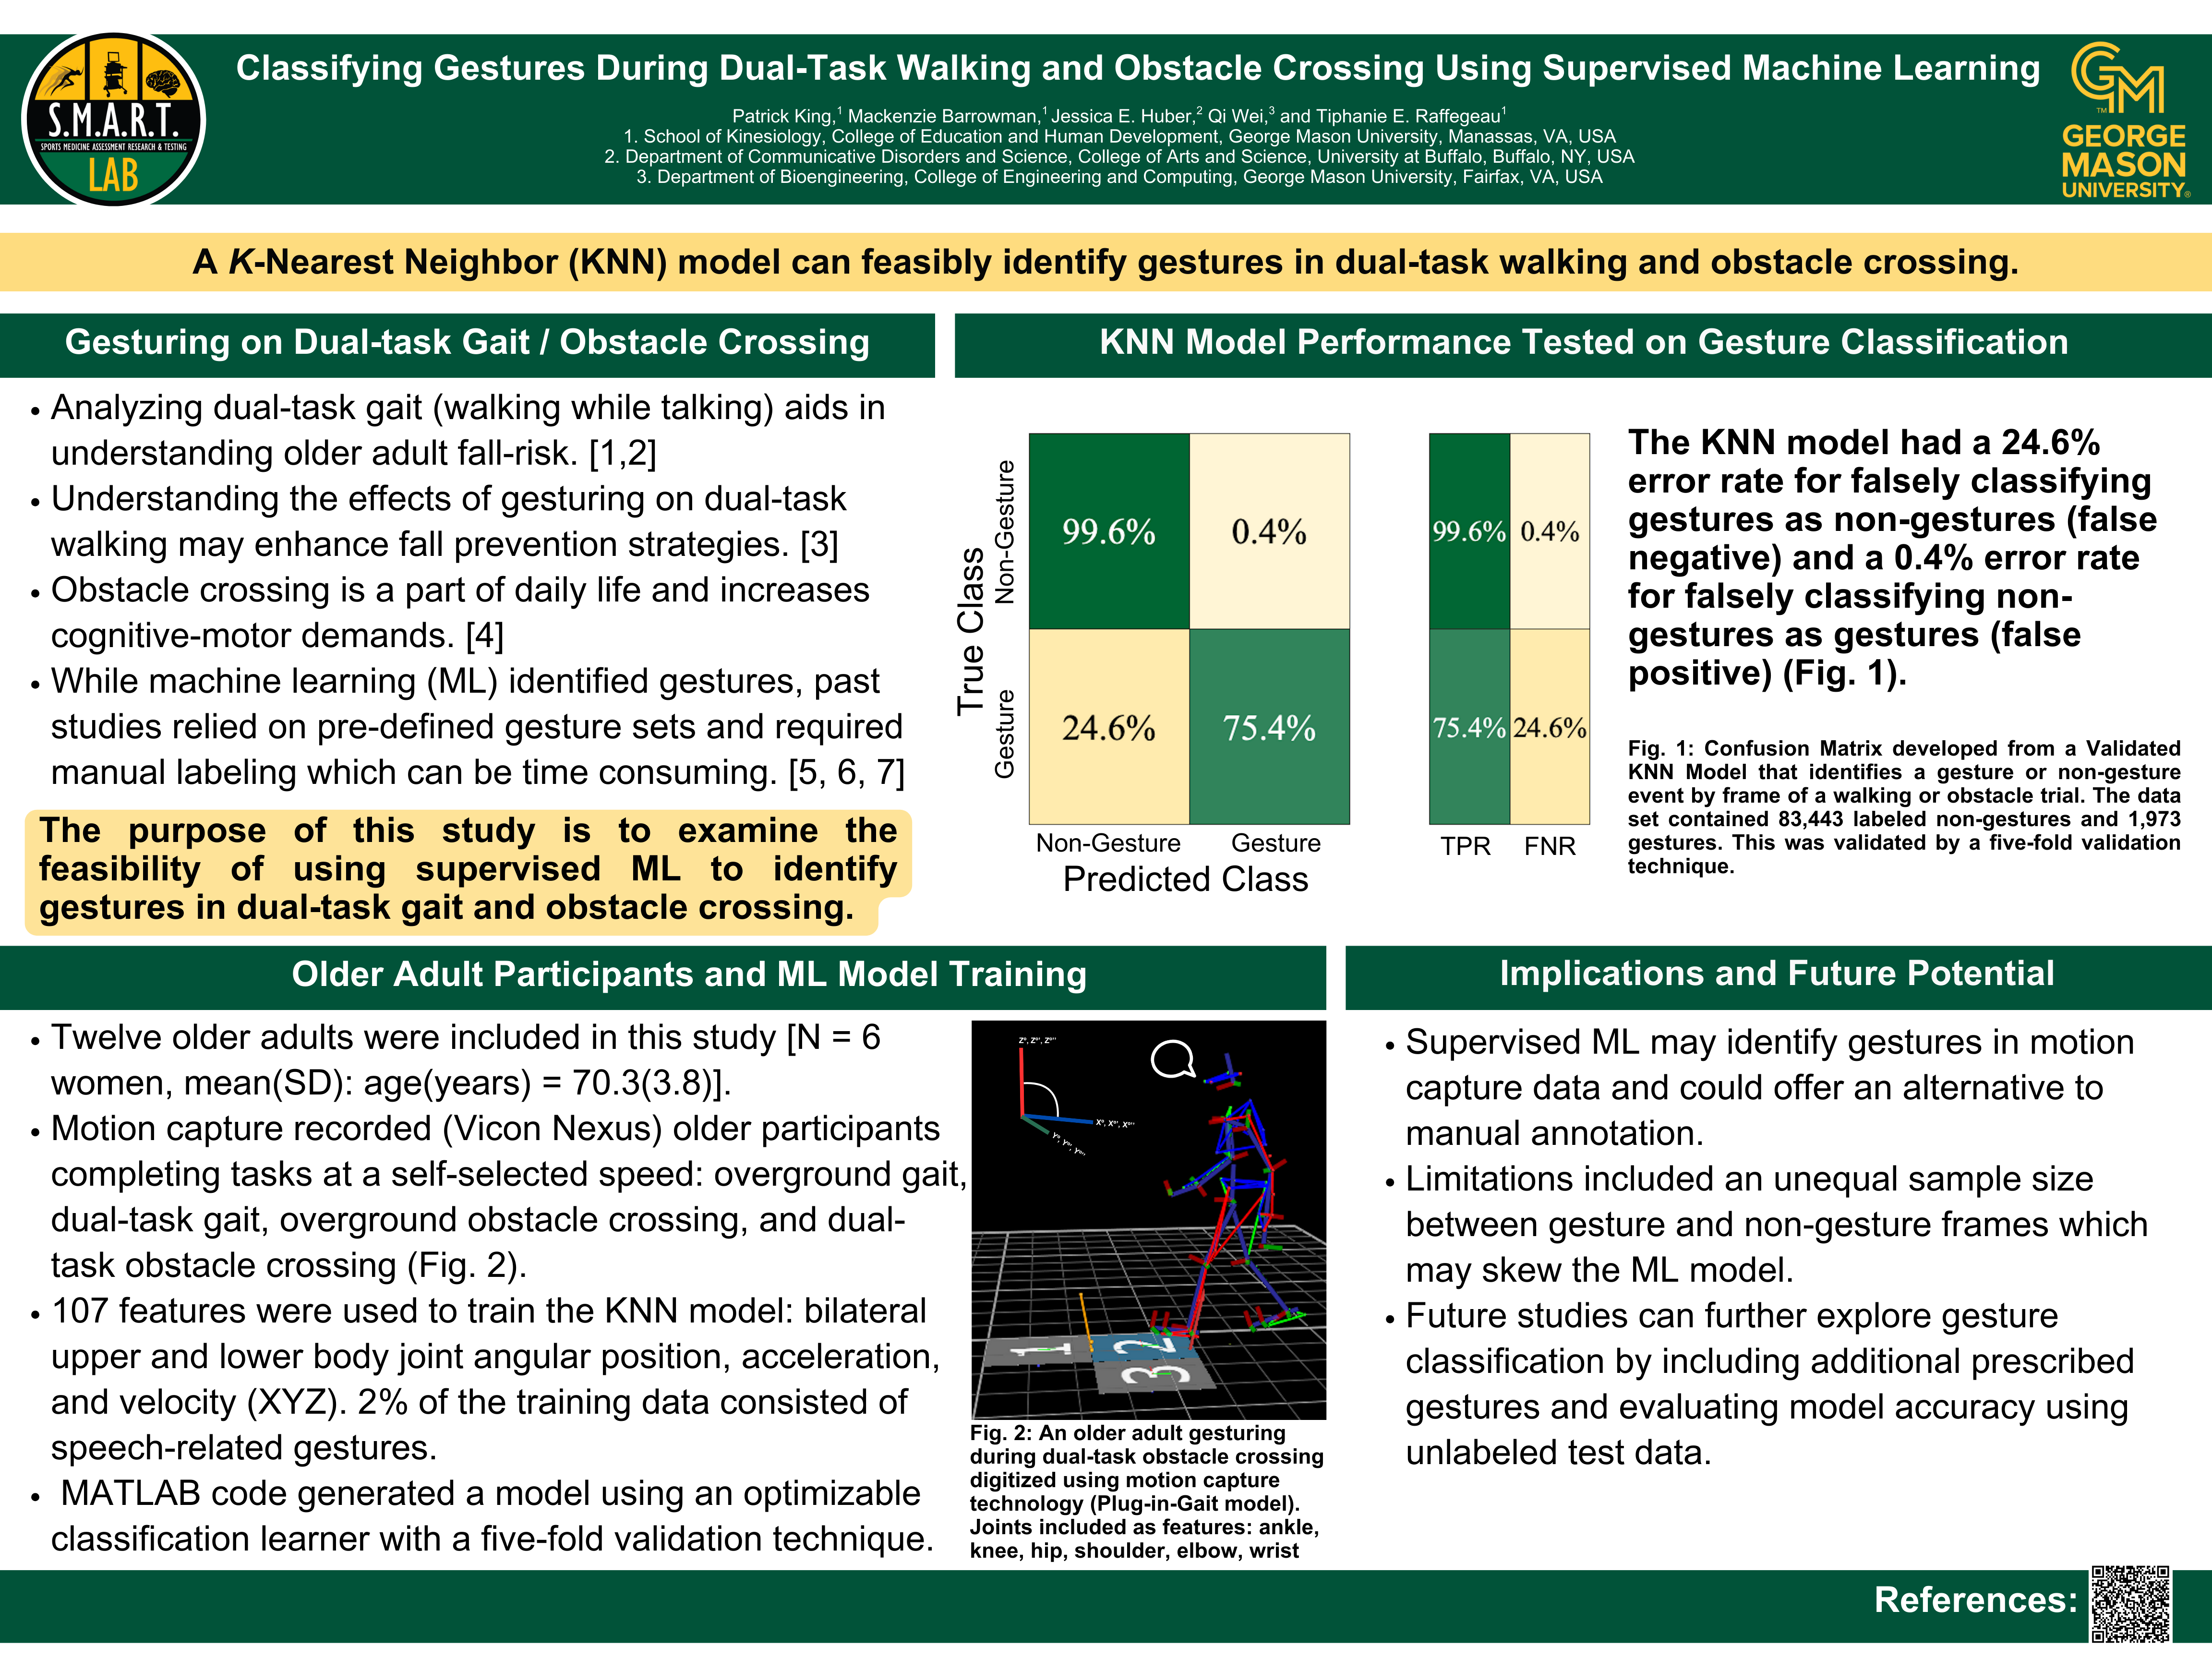 S.M.A.R.T.
SPORTS MEDICINE ASSESSMENT RESEARCH & TESTING
LAB
Classifying Gestures During Dual-Task Walking and Obstacle Crossing Using Supervised Machine Learning
Patrick King,1 Mackenzie Barrowman,1 Jessica E. Huber,2 Qi Wei,3 and Tiphanie E. Raffegeau1
1. School of Kinesiology, College of Education and Human Development, George Mason University, Manassas, VA, USA
2. Department of Communicative Disorders and Science, College of Arts and Science, University at Buffalo, Buffalo, NY, USA
3. Department of Bioengineering, College of Engineering and Computing, George Mason University, Fairfax, VA, USA
GM
TM
GEORGE
MASON
UNIVERSITY®
A K-Nearest Neighbor (KNN) model can feasibly identify gestures in dual-task walking and obstacle crossing.
Gesturing on Dual-task Gait / Obstacle Crossing
• Analyzing dual-task gait (walking while talking) aids in
understanding older adult fall-risk. [1,2]
• Understanding the effects of gesturing on dual-task
walking may enhance fall prevention strategies. [3]
• Obstacle crossing is a part of daily life and increases
cognitive-motor demands. [4]
• While machine learning (ML) identified gestures, past
studies relied on pre-defined gesture sets and required
manual labeling which can be time consuming. [5, 6, 7]
The purpose of this study is to examine the
feasibility of using supervised ML to identify
gestures in dual-task gait and obstacle crossing.
KNN Model Performance Tested on Gesture Classification
True Class
Non-Gesture
Gesture
99.6% 0.4%
24.6% 75.4%
Non-Gesture Gesture
Predicted Class
99.6% 0.4%
75.4% 24.6%
TPR FNR
The KNN model had a 24.6%
error rate for falsely classifying
gestures as non-gestures (false
negative) and a 0.4% error rate
for falsely classifying non-
gestures as gestures (false
positive) (Fig. 1).
Fig. 1: Confusion Matrix developed from a Validated
KNN Model that identifies a gesture or non-gesture
event by frame of a walking or obstacle trial. The data
set contained 83,443 labeled non-gestures and 1,973
gestures. This was validated by a five-fold validation
technique.
Older Adult Participants and ML Model Training
• Twelve older adults were included in this study [N = 6
women, mean(SD): age(years) = 70.3(3.8)].
• Motion capture recorded (Vicon Nexus) older participants
completing tasks at a self-selected speed: overground gait,
dual-task gait, overground obstacle crossing, and dual-
task obstacle crossing (Fig. 2).
• 107 features were used to train the KNN model: bilateral
upper and lower body joint angular position, acceleration,
and velocity (XYZ). 2% of the training data consisted of
speech-related gestures.
• MATLAB code generated a model using an optimizable
classification learner with a five-fold validation technique.
1
2
3
Fig. 2: An older adult gesturing
during dual-task obstacle crossing
digitized using motion capture
technology (Plug-in-Gait model).
Joints included as features: ankle,
knee, hip, shoulder, elbow, wrist
Implications and Future Potential
• Supervised ML may identify gestures in motion
capture data and could offer an alternative to
manual annotation.
• Limitations included an unequal sample size
between gesture and non-gesture frames which
may skew the ML model.
• Future studies can further explore gesture
classification by including additional prescribed
gestures and evaluating model accuracy using
unlabeled test data.
References: